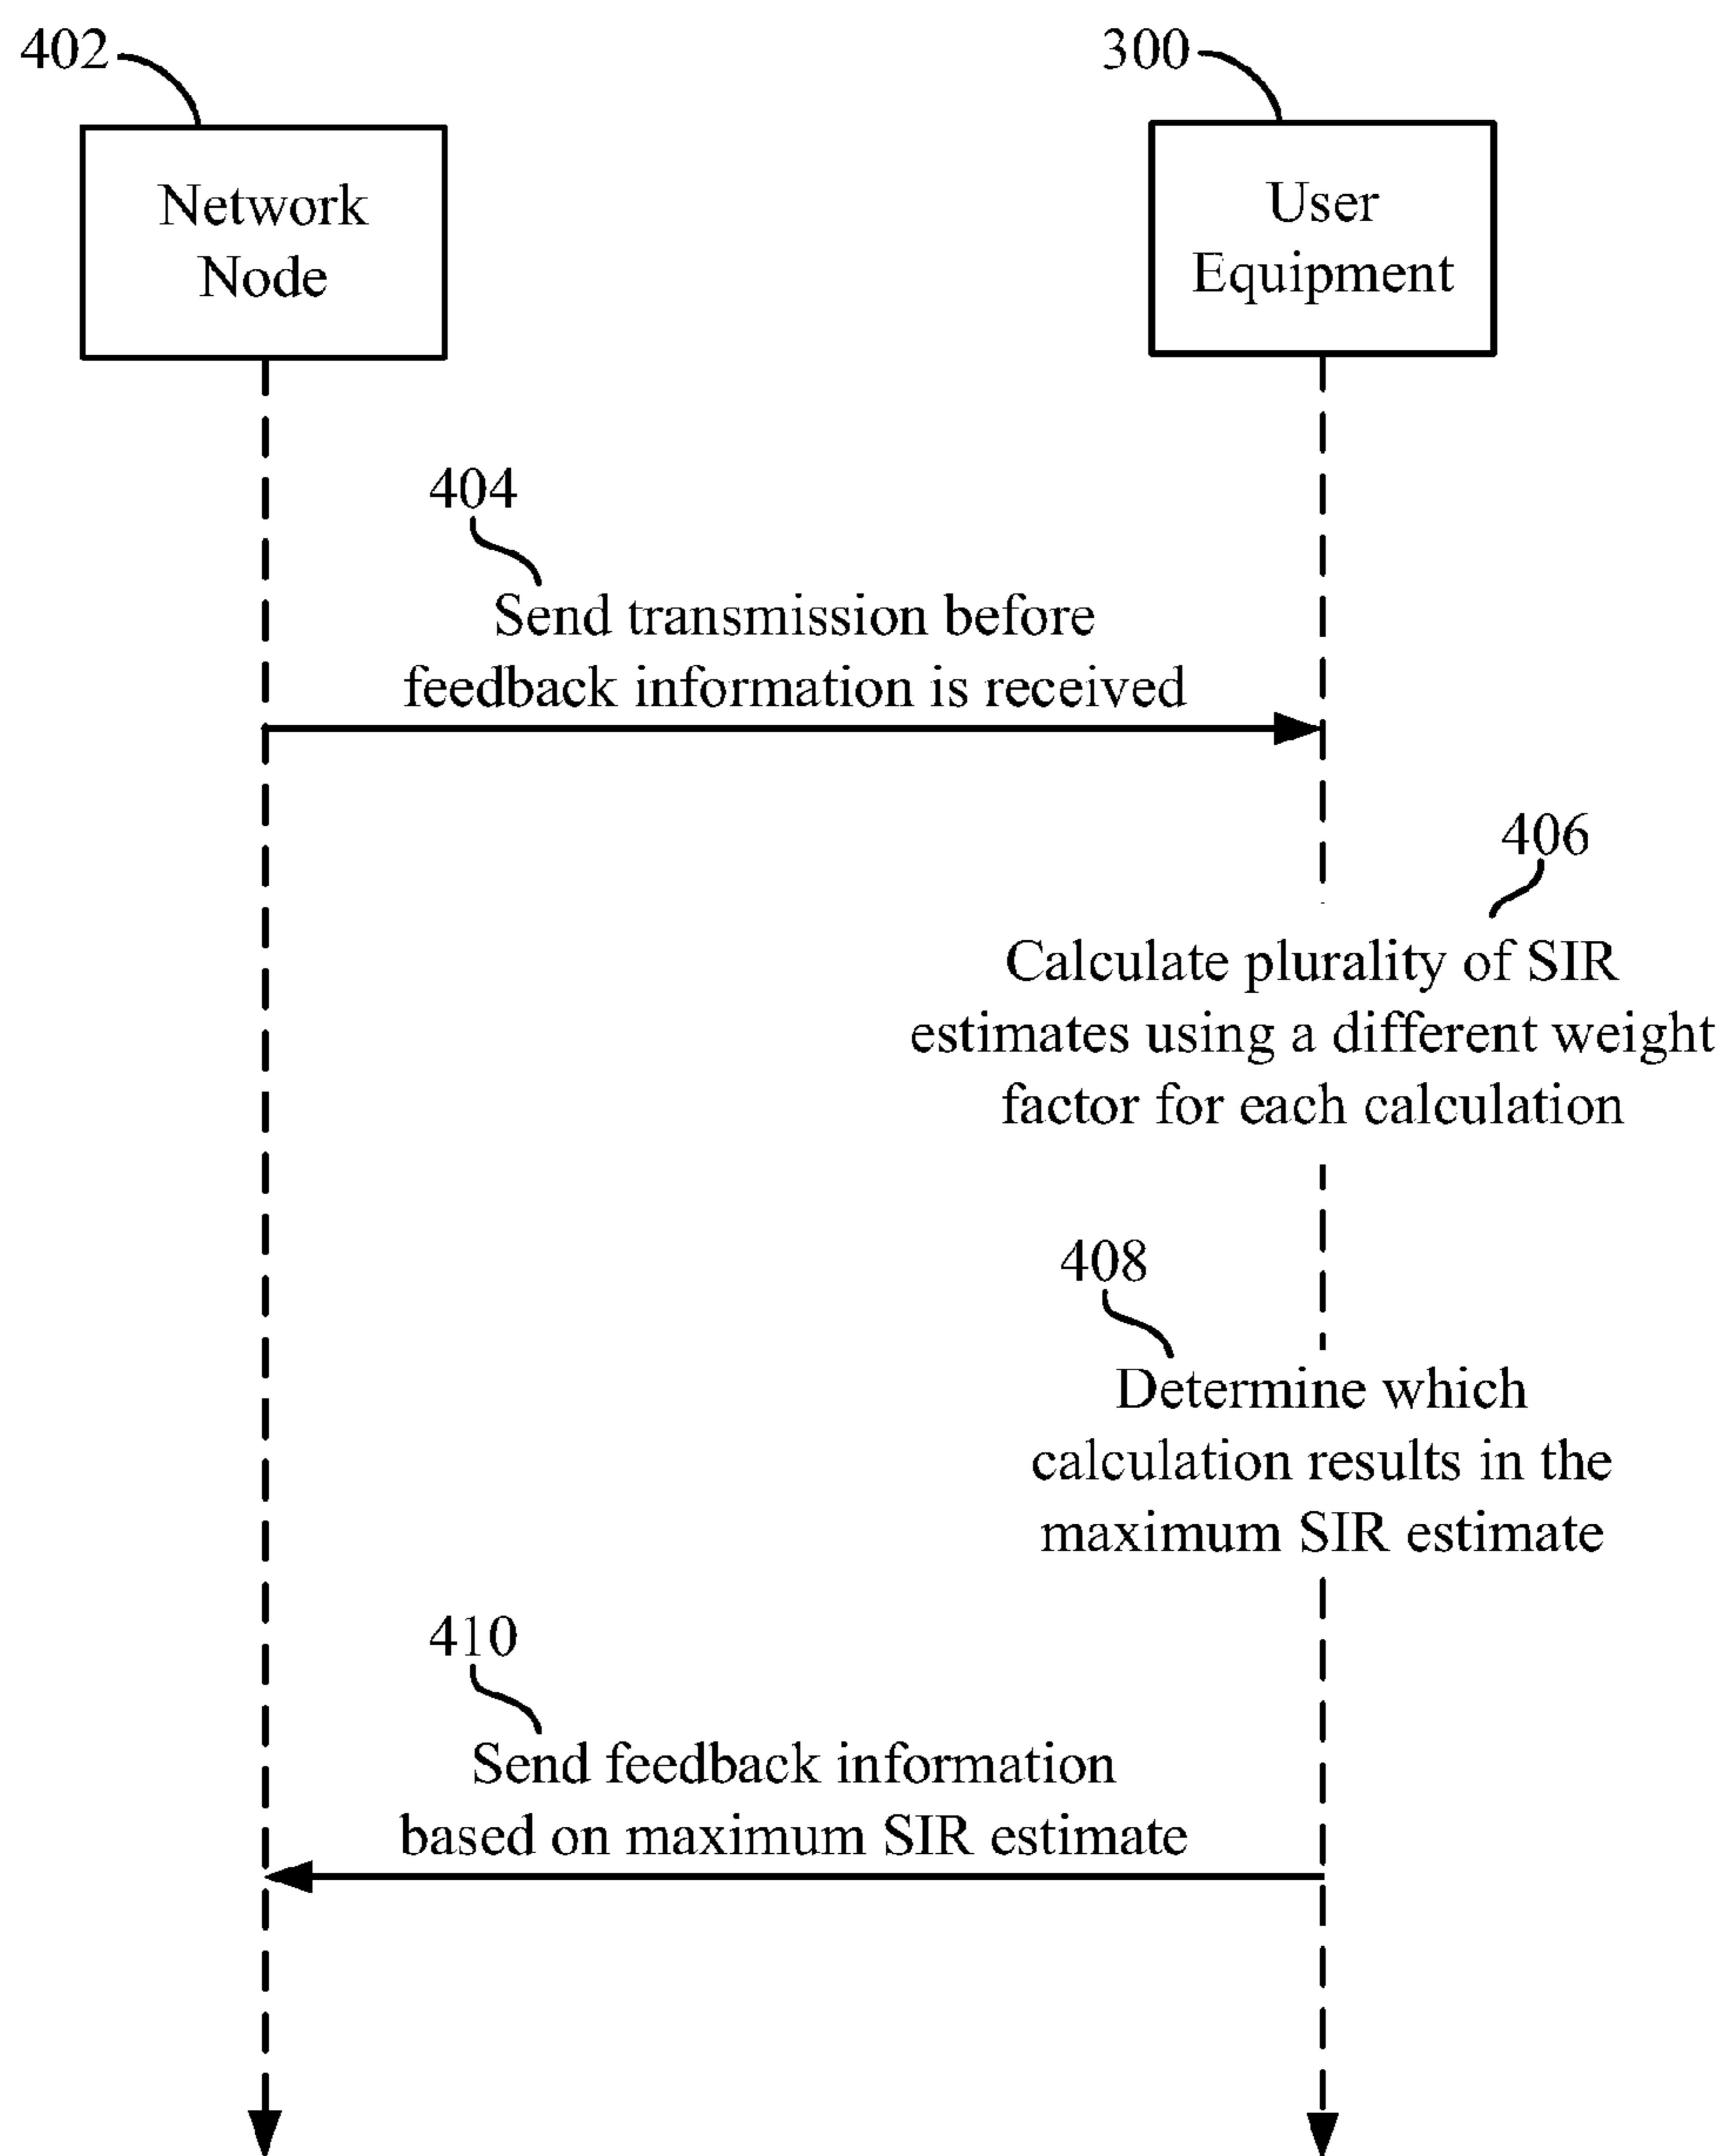 402
300
Network
Node
User
Equipment
404
Send transmission before
feedback information is received
406
Calculate plurality of SIR
estimates using a different weight
factor for each calculation
408
Determine which
calculation results in the
maximum SIR estimate
410
Send feedback information
based on maximum SIR estimate